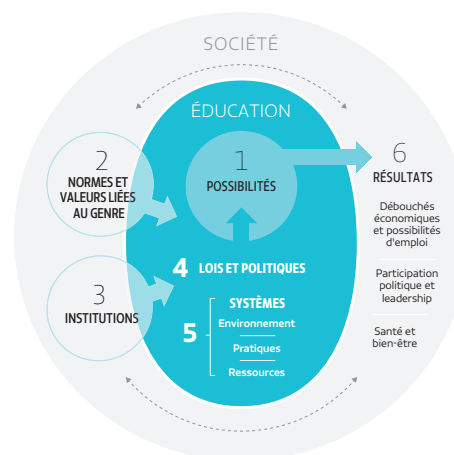 SOCIÉTÉ
ÉDUCATION
1
POSSIBILITÉS
2
NORMES ET
VALEURS LIÉES
AU GENRE
3
INSTITUTIONS
4 LOIS ET POLITIQUES
5
SYSTÈMES
Environnement
Pratiques
Ressources
6
RÉSULTATS
Débouchés
économiques
et possibilités
d'emploi
Participation
politique et
leadership
Santé et
bien-être